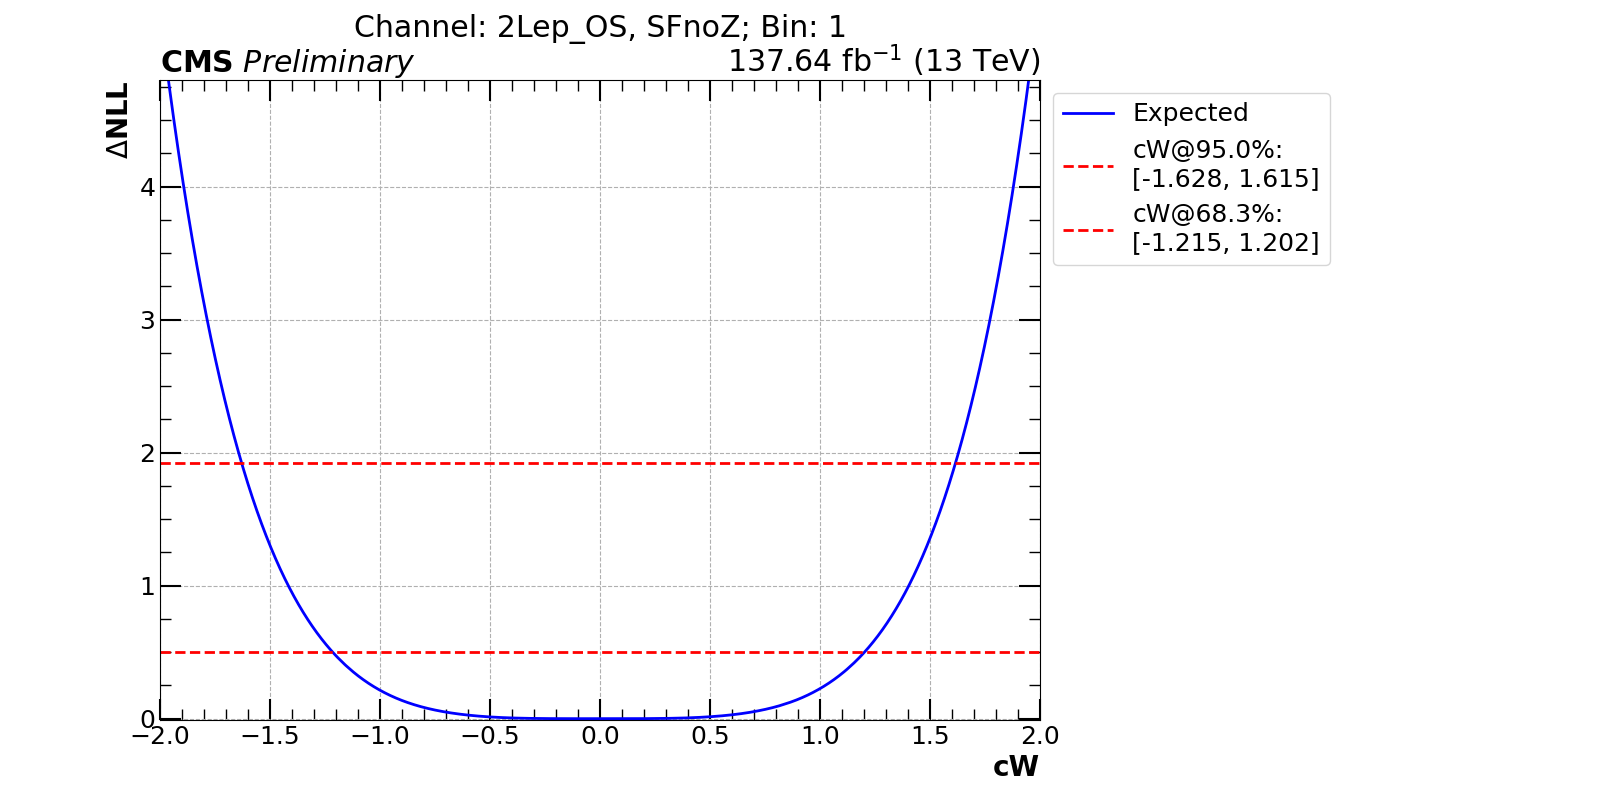 Channel: 2Lep_OS, SFnoZ; Bin: 1
CMS Preliminary
137.64 fb⁻¹ (13 TeV)
ΔNLL
4
3
2
1
0
−2.0 −1.5 −1.0 −0.5 0.0 0.5 1.0 1.5 2.0
cW
Expected
cW@95.0%:
[-1.628, 1.615]
cW@68.3%:
[-1.215, 1.202]